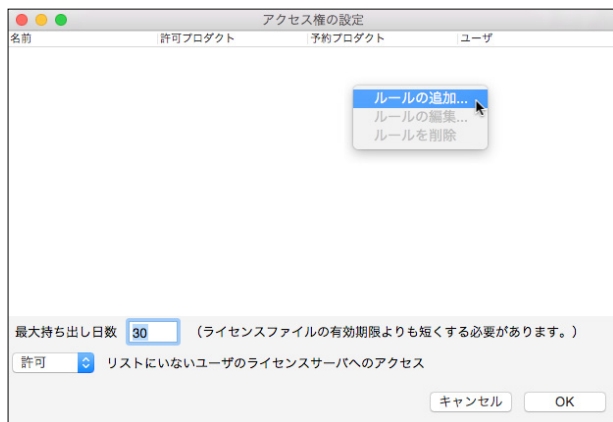 アクセス権の設定
名前 許可プロダクト 予約プロダクト ユーザ
ルールの追加...
ルールの編集...
ルールを削除
最大持ち出し日数 30 （ライセンスファイルの有効期限よりも短くする必要があります。）
許可 リストにいないユーザのライセンスサーバへのアクセス
キャンセル OK